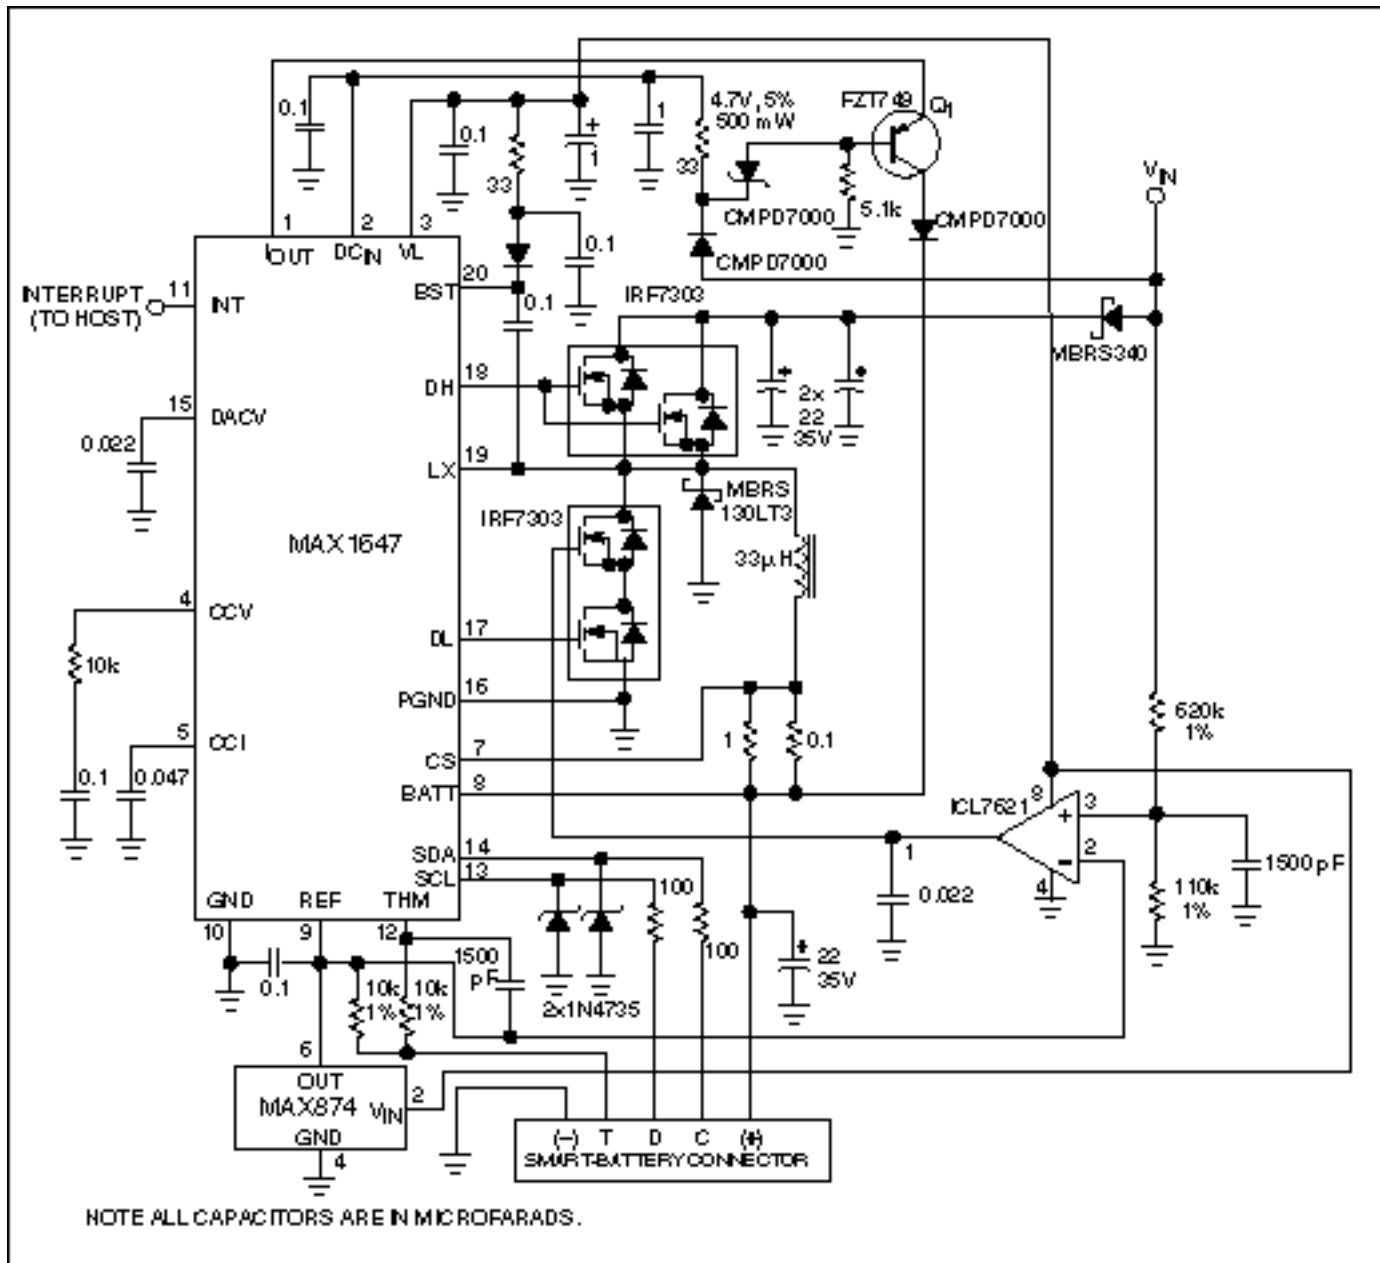 0.1
0.1
33
+
1
1
4.7V, 5%
500 mW
33
FZT749
Q1
5.1k
CMPD7000
CMPD7000
CMPD7000
VIN
1
2
3
IOUT
DCIN
VL
0.1
20
BST
0.1
INTERRUPT
(TO HOST)
11
INT
IRF7303
MBRS340
DH
18
+
2x
22
35V
15
DACV
0.022
LX
19
MBRS
130LT3
IRF7303
MAX1647
33µH
4
CCV
DL
17
10k
PGND
16
620k
1%
5
CCI
1
0.1
CS
7
0.1
0.047
BATT
8
ICL7621
8
+
3
–
2
1
4
1500pF
110k
1%
SDA
14
SCL
13
100
100
0.022
GND
REF
THM
10
9
12
1500
pF
+
22
35V
0.1
10k
1%
10k
1%
2x1N4735
6
OUT
MAX874
VIN
2
GND
4
(–) T D C (+)
SMART-BATTERY CONNECTOR
NOTE ALL CAPACITORS ARE IN MICROFARADS.